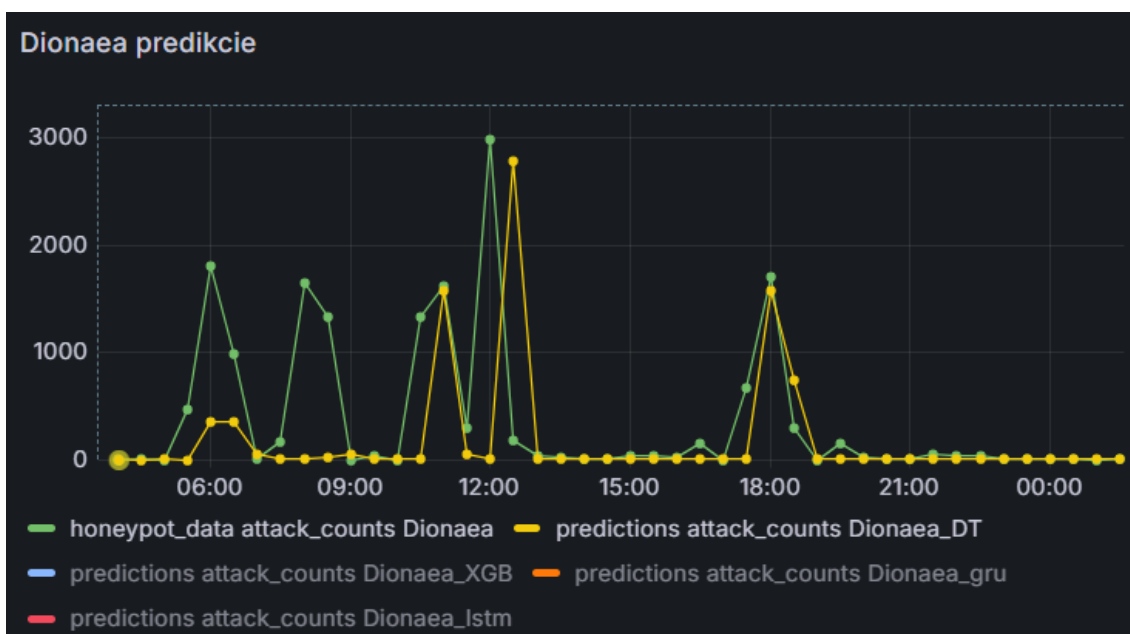 Dionaea predikcie
3000
2000
1000
0
06:00 09:00 12:00 15:00 18:00 21:00 00:00
honeypot_data attack_counts Dionaea predictions attack_counts Dionaea_DT
predictions attack_counts Dionaea_XGB predictions attack_counts Dionaea_gru
predictions attack_counts Dionaea_lstm